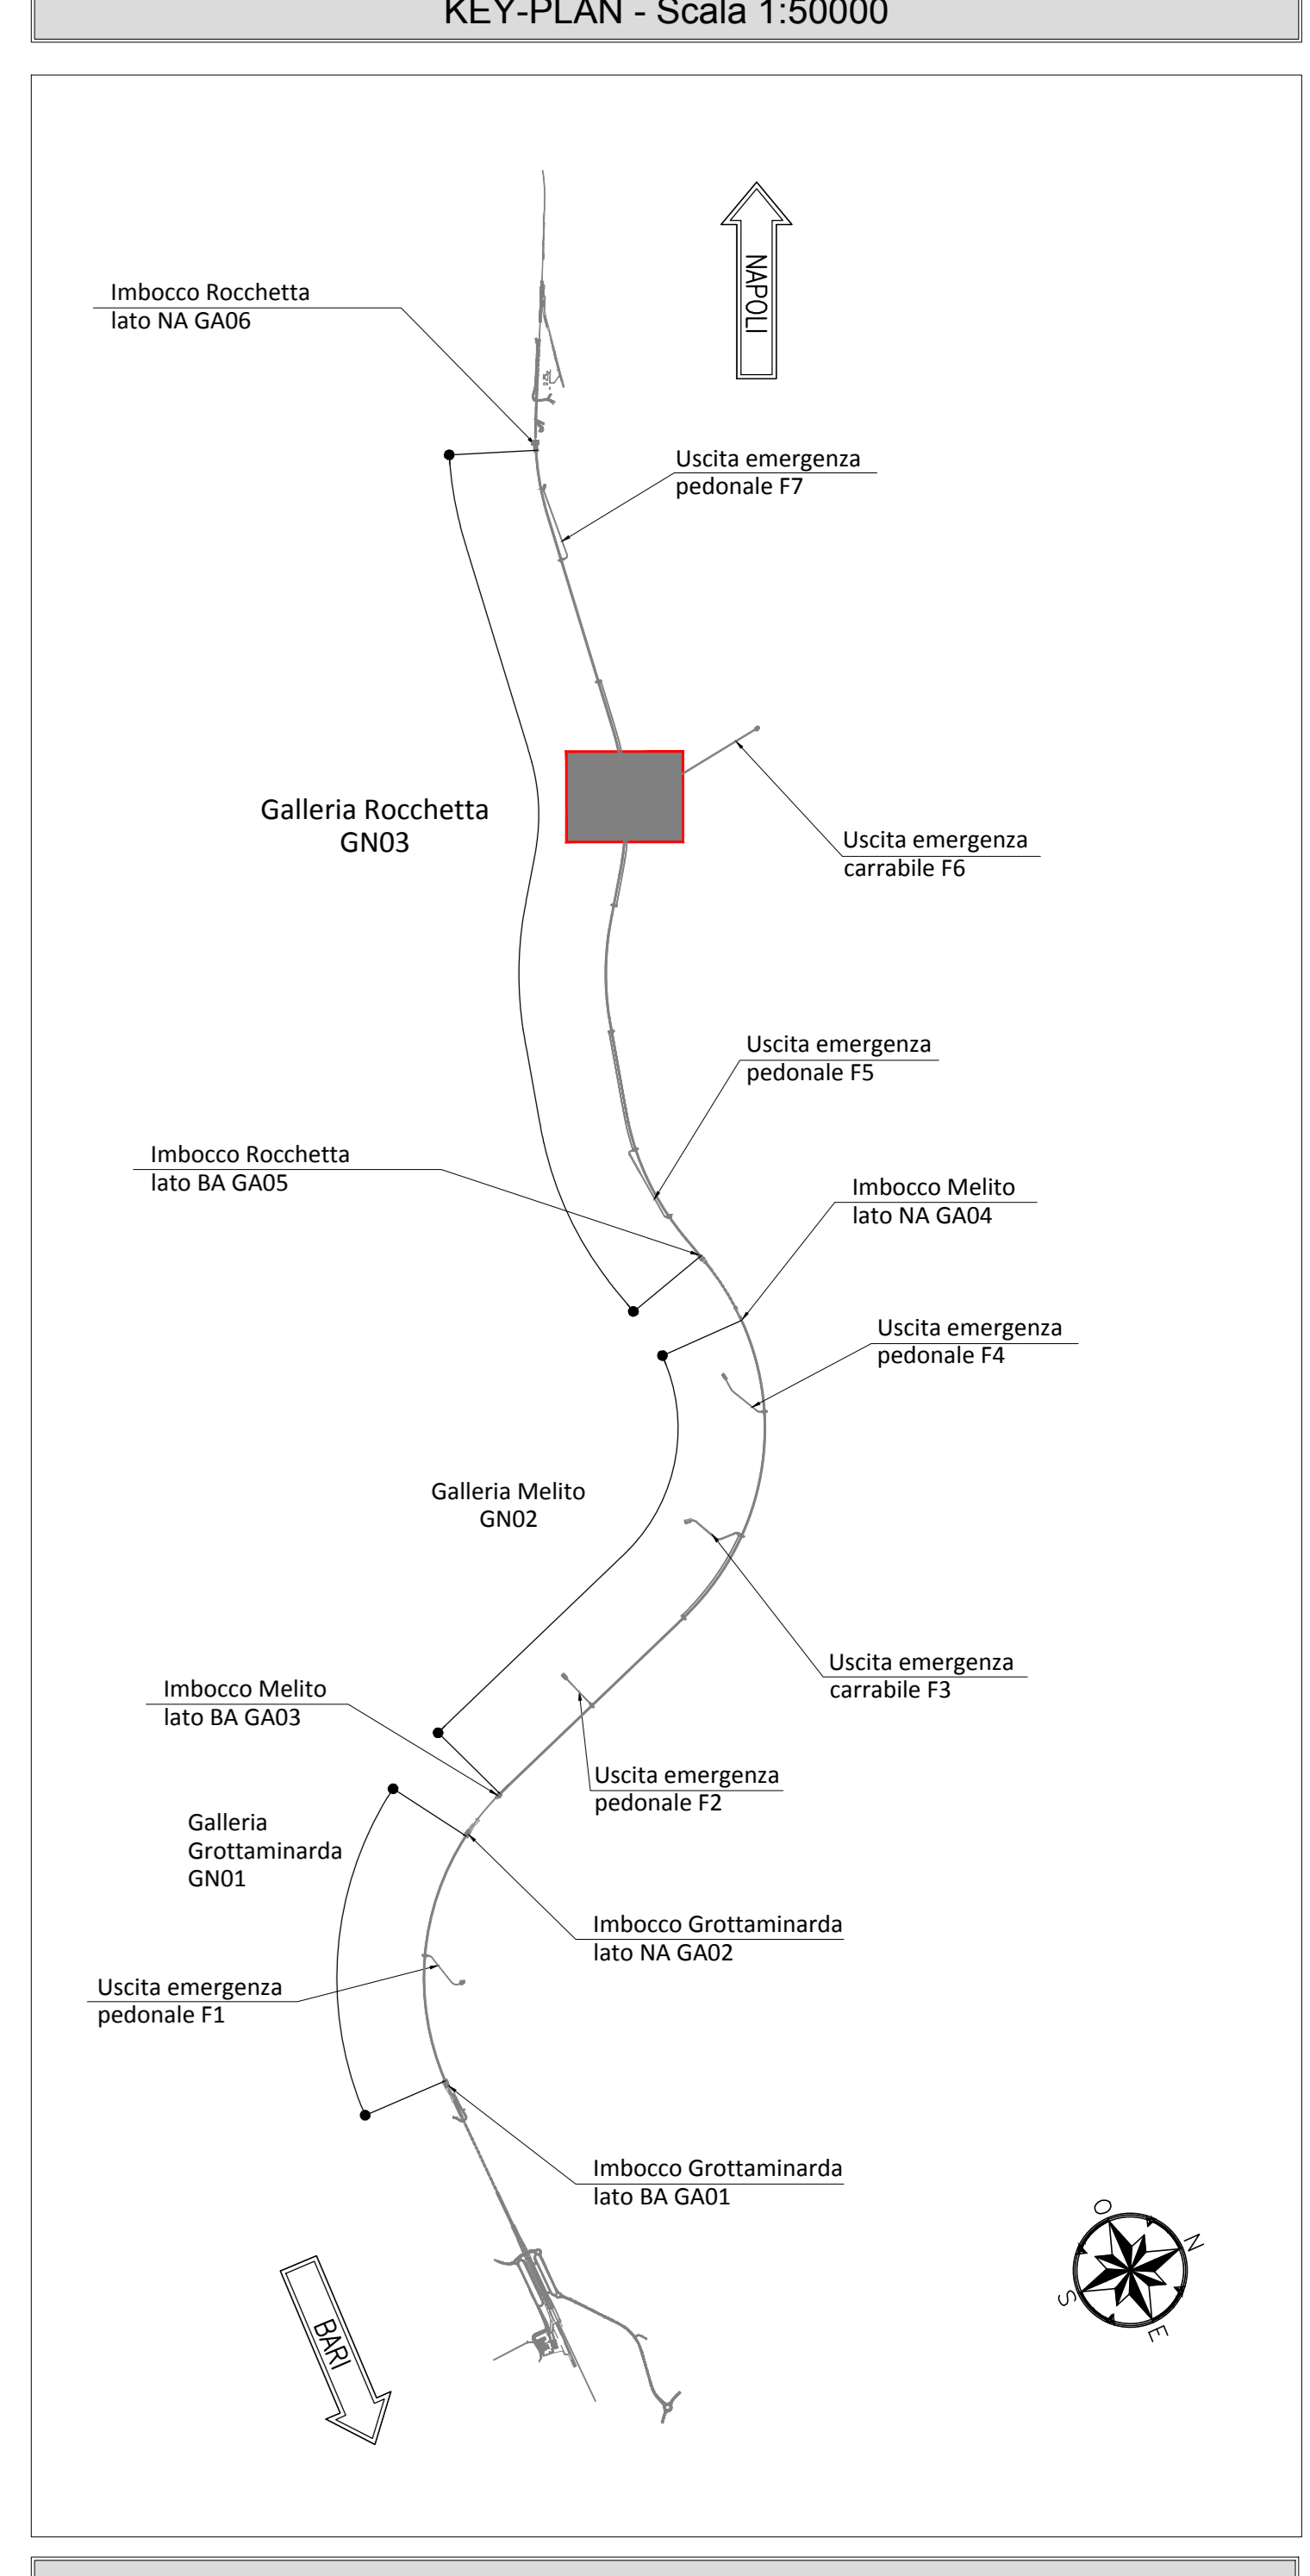 KEY-PLAN - Scala 1:50000
NAPOLI
Imbocco Rocchetta
lato NA GA06
Uscita emergenza
pedonale F7
Galleria Rocchetta
GN03
Uscita emergenza
carrabile F6
Uscita emergenza
pedonale F5
Imbocco Rocchetta
lato BA GA05
Imbocco Melito
lato NA GA04
Uscita emergenza
pedonale F4
Galleria Melito
GN02
Uscita emergenza
carrabile F3
Imbocco Melito
lato BA GA03
Uscita emergenza
pedonale F2
Galleria
Grottaminarda
GN01
Imbocco Grottaminarda
lato NA GA02
Uscita emergenza
pedonale F1
Imbocco Grottaminarda
lato BA GA01
O
N
S
E
BARI